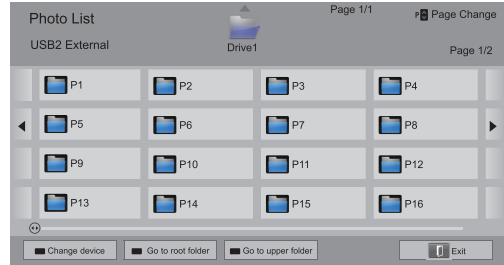 Photo List
Page 1/1
P Page Change
USB2 External
Drive1
Page 1/2
P1 P2 P3 P4
P5 P6 P7 P8
P9 P10 P11 P12
P13 P14 P15 P16
Change device Go to root folder Go to upper folder Exit